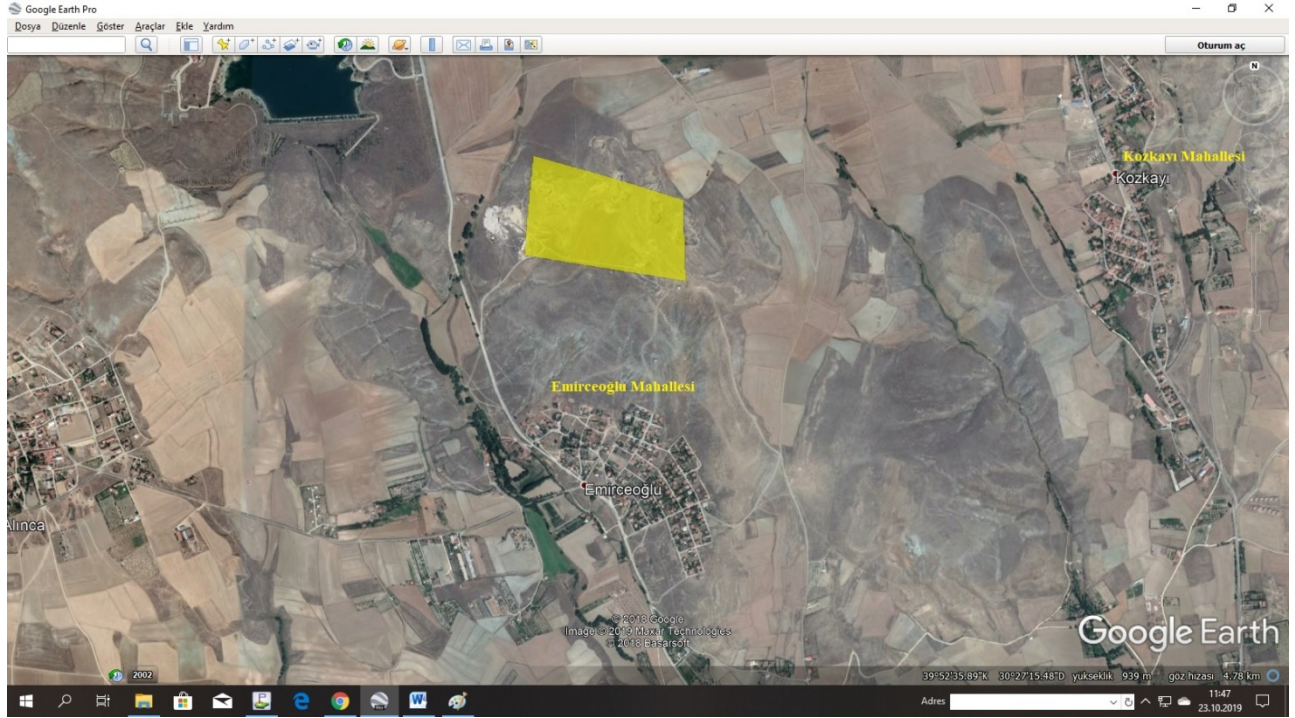 Google Earth Pro
Dosya Düzenle Göster Araçlar Ekle Yardım
Oturum aç
N
Kozkayı Mahallesi
Kozkayı
Emirceoğlu Mahallesi
Emirceoğlu
Alınca
© 2018 Google
Image © 2019 Maxar Technologies
© 2018 Basarsoft
Google Earth
2002
39°52'35.89"K 30°27'15.48"D yükseklik 939 m göz hizası 4.78 km
Adres
11:47
23.10.2019